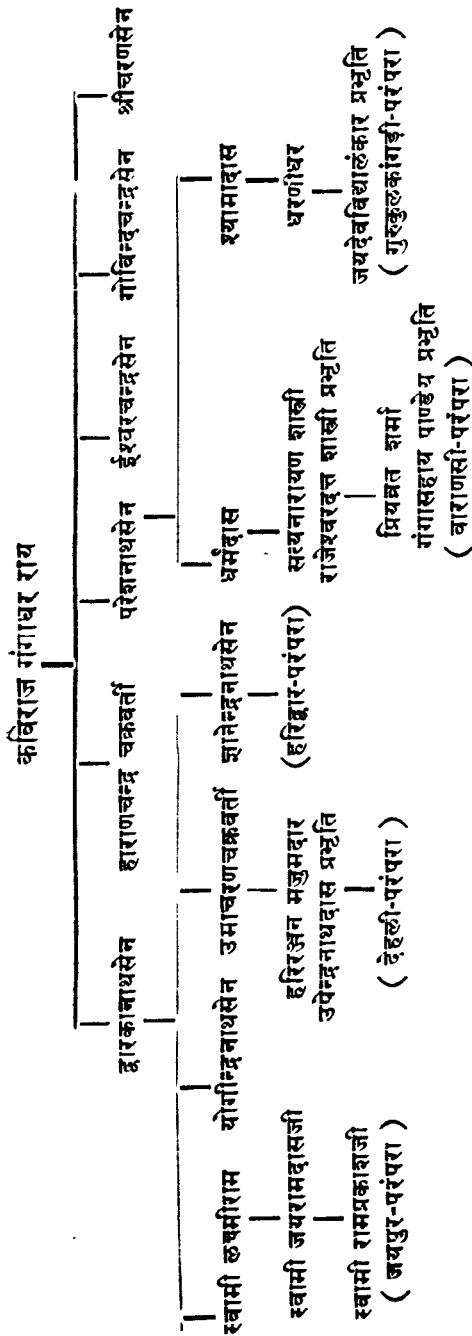 कविराज गंगाधर राय
द्वारकानाथसेन हाराणचन्द्र चक्रवर्ती परेशनाथसेन ईश्वरचन्द्रसेन गोविन्दचन्द्रसेन श्रीचरणसेन
स्वामी लक्ष्मीराम योगीन्द्रनाथसेन उमाचरणचक्रवर्ती ज्ञानेन्द्रनाथसेन धर्मदास श्यामादास
स्वामी जयरामदासजी हरिरञ्जन मजुमदार (हरिद्वार-परंपरा) सत्यनारायण शास्त्री धरणीधर
उपेन्द्रनाथदास प्रभृति राजेश्वरदत्त शास्त्री प्रभृति
स्वामी रामप्रकाशजी (देहली-परंपरा) प्रियव्रत शर्मा जयदेवविद्यालंकार प्रभृति
(जयपुर-परंपरा) गंगासहाय पाण्डेय प्रभृति (गुरुकुलकांगड़ी-परंपरा)
(वाराणसी-परंपरा)